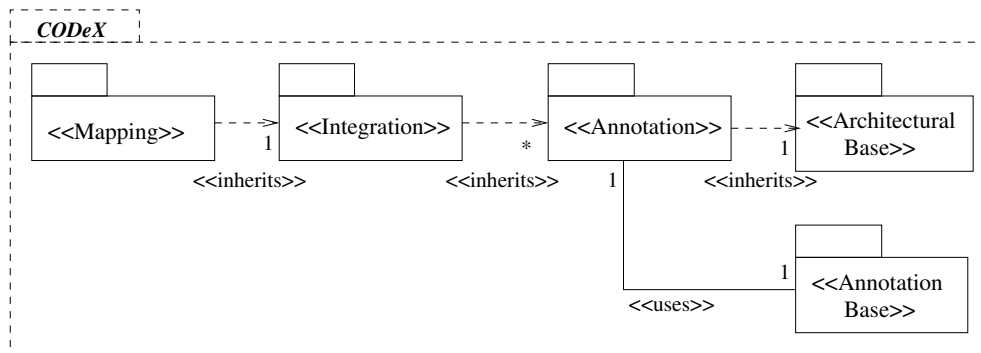 CODeX
<<Mapping>>
<<Integration>>
<<Annotation>>
<<Architectural
Base>>
1
*
1
<<inherits>>
<<inherits>>
1
<<inherits>>
1
<<Annotation
Base>>
<<uses>>